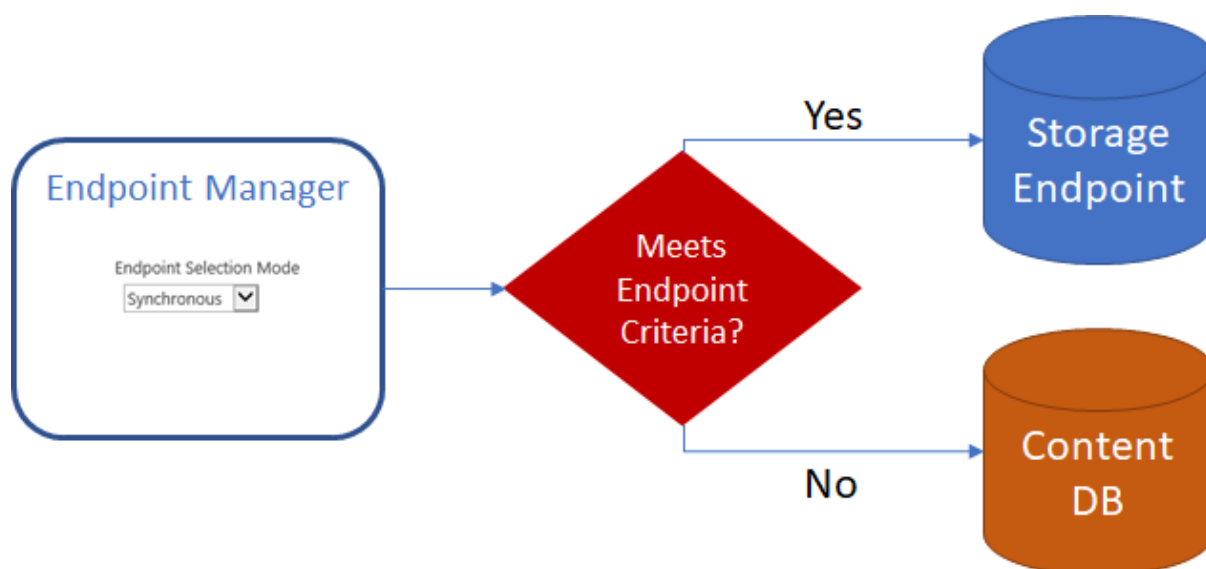 Endpoint Manager
Endpoint Selection Mode
Synchronous
Meets
Endpoint
Criteria?
Yes
Storage
Endpoint
No
Content
DB